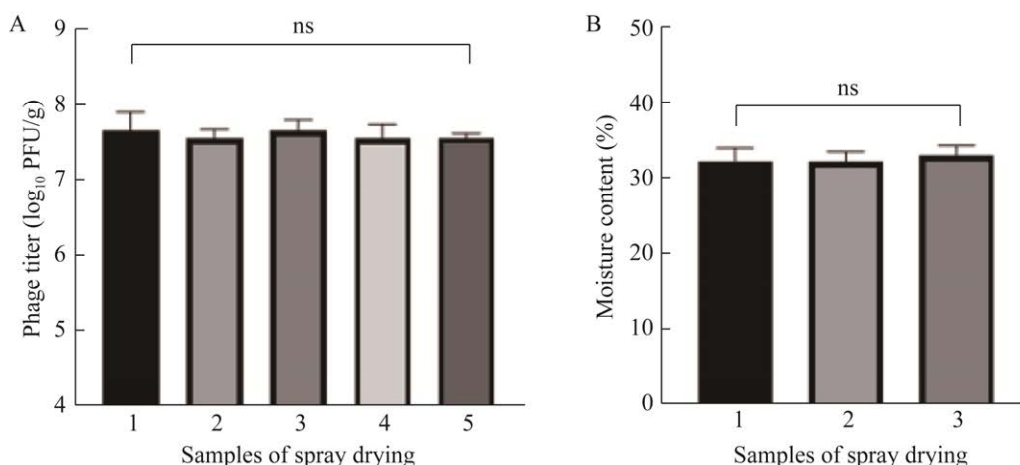 A
Phage titer (log₁₀ PFU/g)
9
8
7
6
5
4
ns
1 2 3 4 5
Samples of spray drying
B
Moisture content (%)
50
40
30
20
10
0
ns
1 2 3
Samples of spray drying